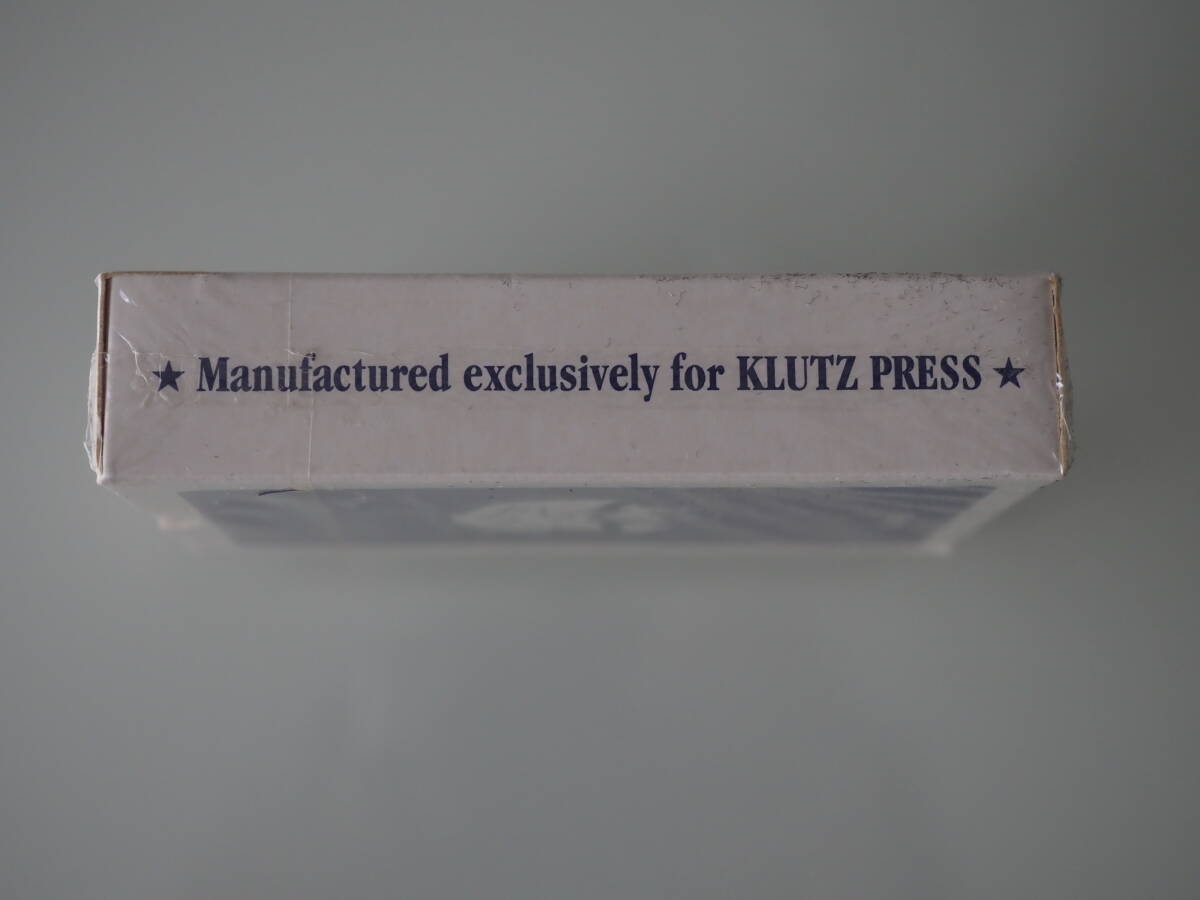 ★ Manufactured exclusively for KLUTZ PRESS ★